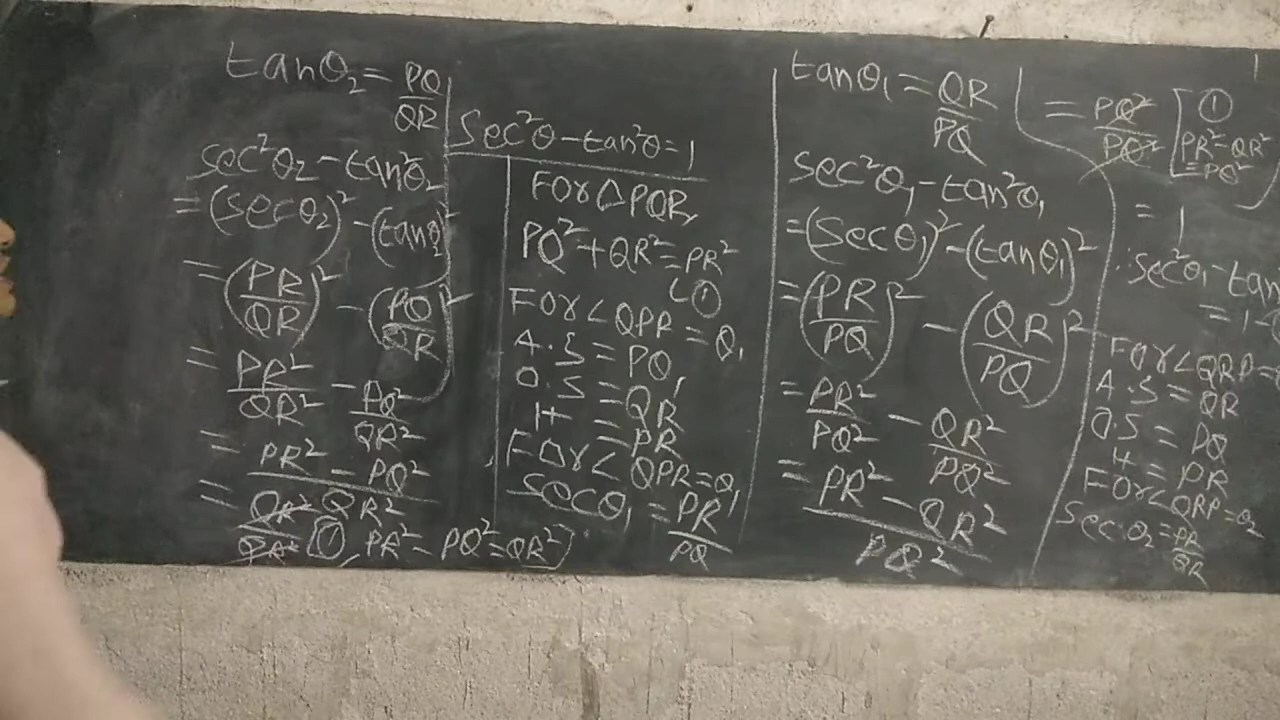 tanθ₂ = PQ/QR
sec²θ₂ - tan²θ₂
= (secθ₂)² - (tanθ₂)²
= (PR/QR)² - (PQ/QR)²
= PR²/QR² - PQ²/QR²
= PR² - PQ²/QR²
= QR²/QR² [①, PR² - PQ² = QR²]
sec²θ - tan²θ = 1
For △PQR,
PQ² + QR² = PR²
①
For ∠QPR = θ₁
A.S = PQ
O.S = QR
H = PR
For ∠QPR = θ₁
secθ₁ = PR/PQ
tanθ₁ = QR/PQ
sec²θ₁ - tan²θ₁
= (secθ₁)² - (tanθ₁)²
= (PR/PQ)² - (QR/PQ)²
= PR²/PQ² - QR²/PQ²
= PR² - QR²/PQ²
= PQ²/PQ² [①
PR² - QR²
= PQ²]
= 1
∴ sec²θ₁ - tan
= 1
For ∠QRP =
A.S = QR
O.S = PQ
H = PR
For ∠QRP = θ₂
secθ₂ = PR/QR